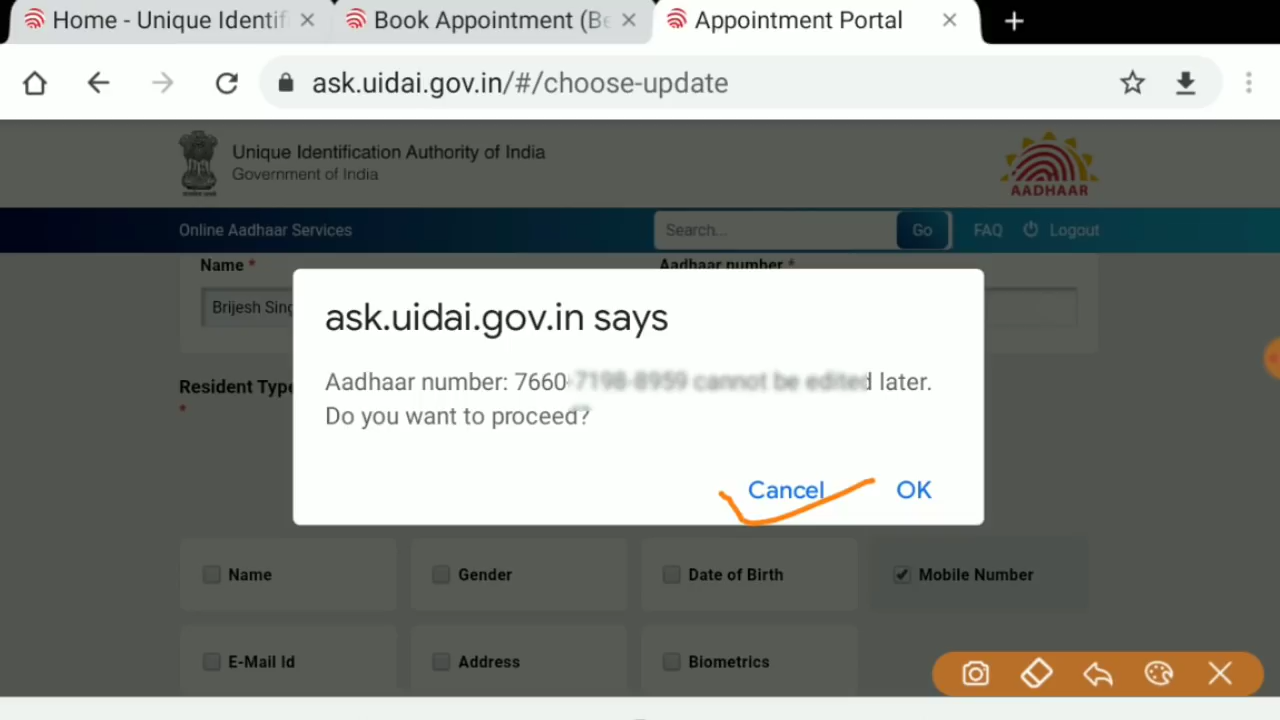 Home - Unique Identif
Book Appointment (Be
Appointment Portal
ask.uidai.gov.in/#/choose-update
Unique Identification Authority of India
Government of India
AADHAAR
Online Aadhaar Services
Search...
Go
FAQ
Logout
Name *
Aadhaar number *
Brijesh Sin
ask.uidai.gov.in says
Aadhaar number: 7660 later.
Do you want to proceed?
Resident Type
*
Cancel
OK
Name
Gender
Date of Birth
Mobile Number
E-Mail Id
Address
Biometrics